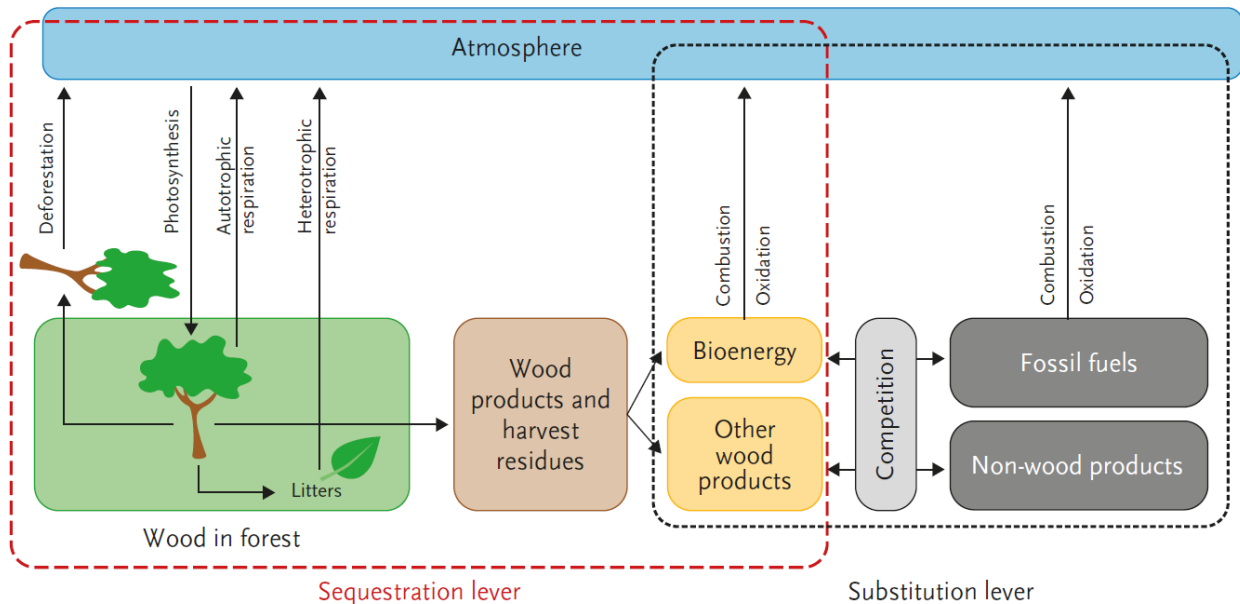 Atmosphere
Deforestation
Photosynthesis
Autotrophic
respiration
Heterotrophic
respiration
Combustion
Oxidation
Combustion
Oxidation
Wood
products and
harvest
residues
Bioenergy
Other
wood
products
Competition
Fossil fuels
Non-wood products
Litters
Wood in forest
Sequestration lever
Substitution lever